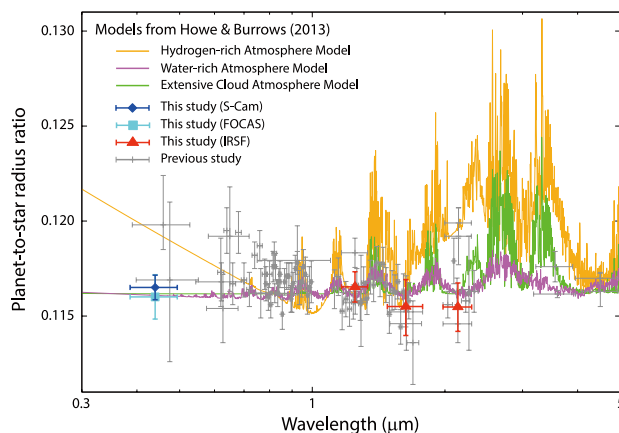 Models from Howe & Burrows (2013)
Hydrogen-rich Atmosphere Model
Water-rich Atmosphere Model
Extensive Cloud Atmosphere Model
This study (S-Cam)
This study (FOCAS)
This study (IRSF)
Previous study
Planet-to-star radius ratio
0.130
0.125
0.120
0.115
0.3
1
5
Wavelength (μm)